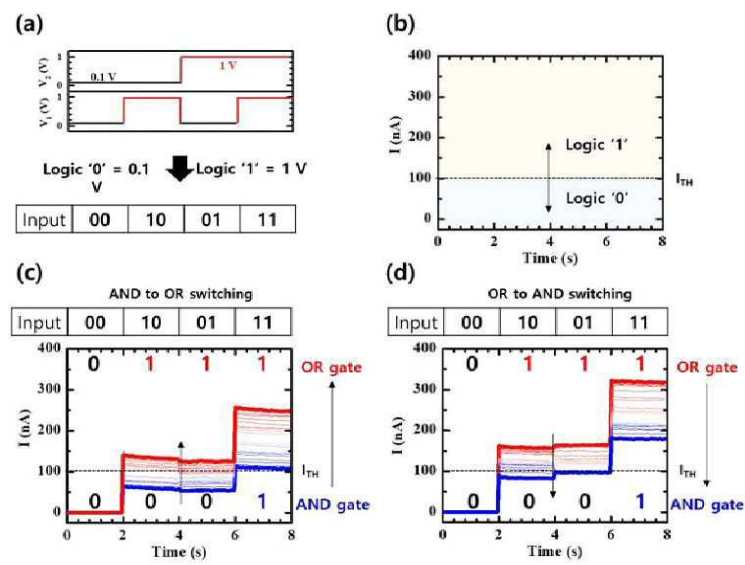 (a)
V₂ (V)
1
0
0.1 V
1 V
V₁ (V)
1
0
Logic '0' = 0.1 V
Logic '1' = 1 V
Input 00 10 01 11
(b)
I (nA)
400
300
200
100
0
Logic '1'
Logic '0'
I_TH
0 2 4 6 8
Time (s)
(c)
AND to OR switching
Input 00 10 01 11
I (nA)
400
300
200
100
0
0 1 1 1
OR gate
I_TH
0 0 0 1
AND gate
0 2 4 6 8
Time (s)
(d)
OR to AND switching
Input 00 10 01 11
I (nA)
400
300
200
100
0
0 1 1 1
OR gate
I_TH
0 0 0 1
AND gate
0 2 4 6 8
Time (s)